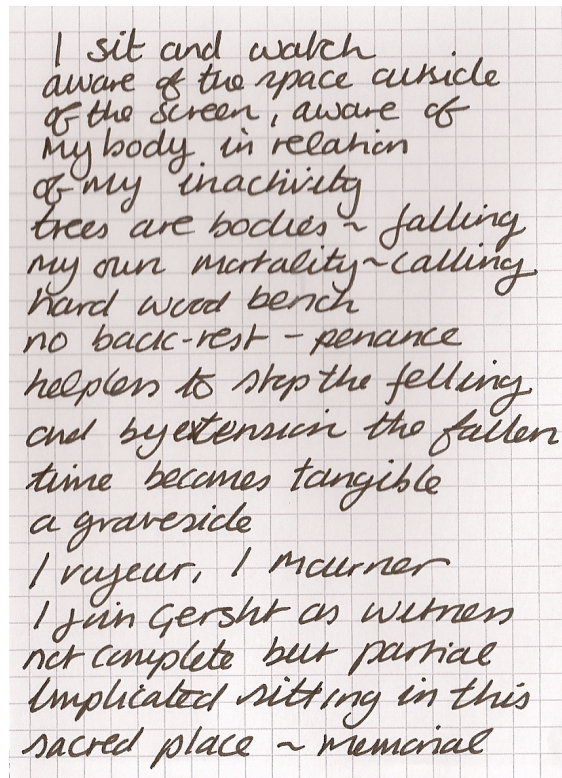 I sit and watch
aware of the space outside
of the screen, aware of
my body in relation
of my inactivity
trees are bodies ~ falling
my own mortality ~ calling
hard wood bench
no back-rest - penance
helpless to stop the felling
and by extension the fallen
time becomes tangible
a graveside
I voyeur, I mourner
I join Gersht as witness
not complete but partial
Implicated sitting in this
sacred place ~ memorial